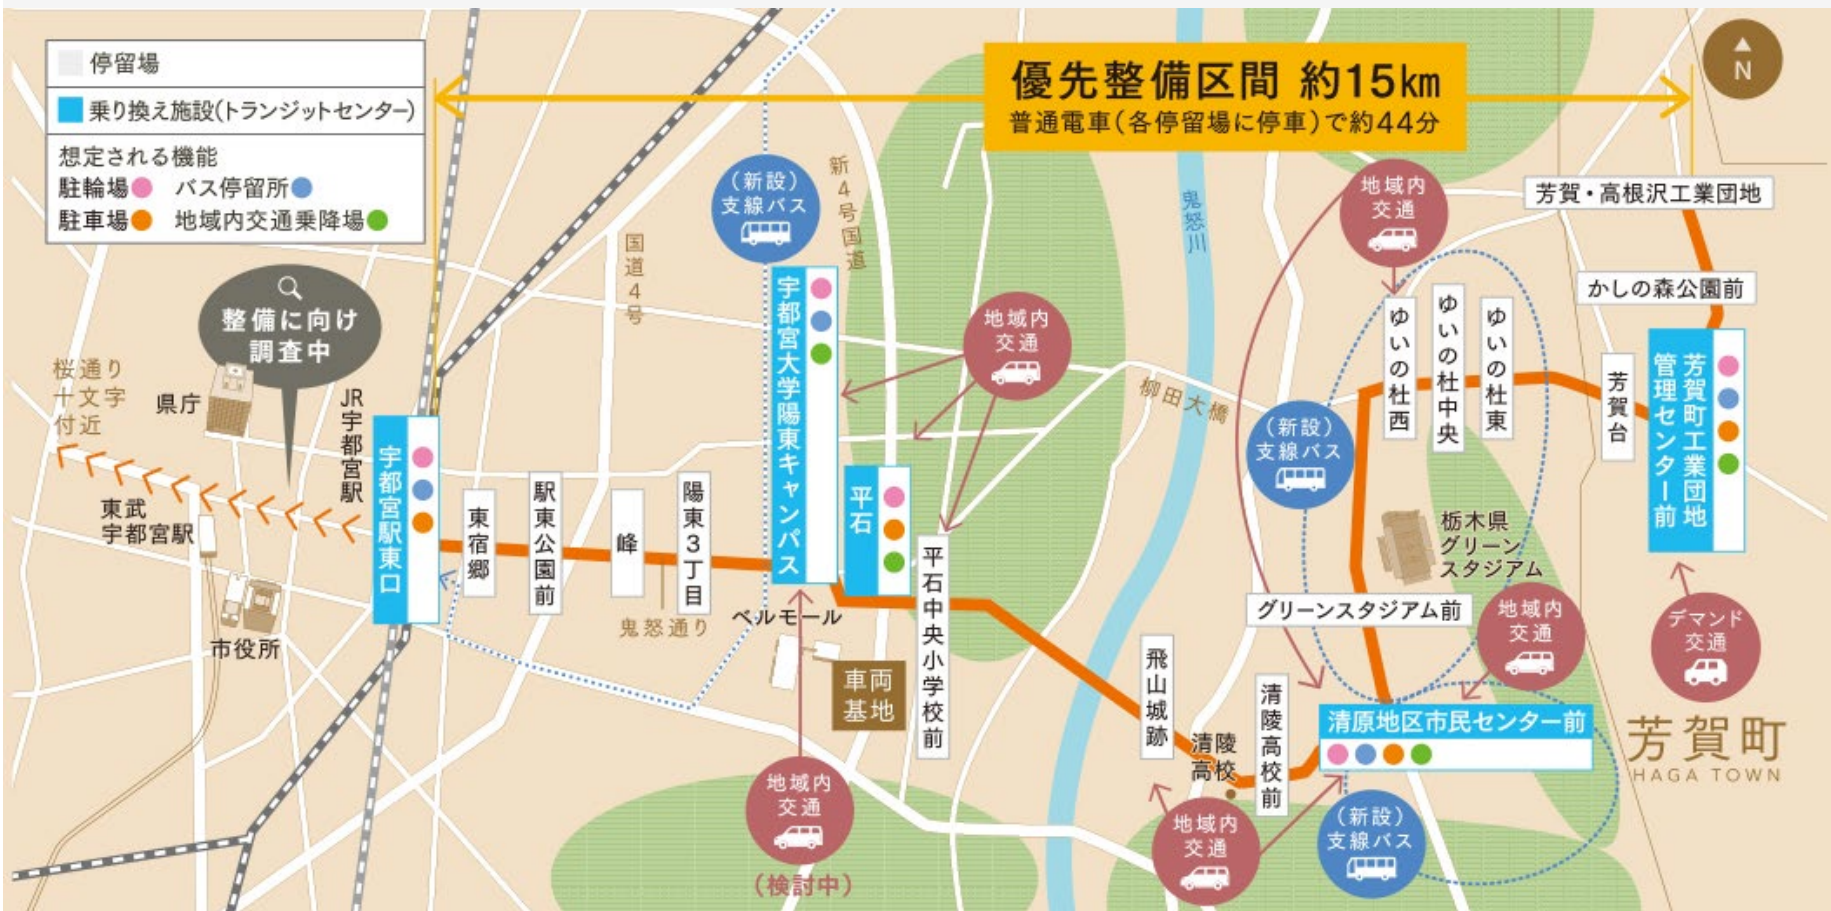 停留場
乗り換え施設(トランジットセンター)
想定される機能
駐輪場 バス停留所
駐車場 地域内交通乗降場
優先整備区間 約15km
普通電車(各停留場に停車)で約44分
N
整備に向け
調査中
桜通り
十文字
付近
県庁
JR宇都宮駅
東武
宇都宮駅
市役所
宇都宮駅東口
東宿郷
駅東公園前
峰
陽東3丁目
鬼怒通り
国道4号
新4号国道
(新設)
支線バス
宇都宮大学陽東キャンパス
ベルモール
平石
車両
基地
平石中央小学校前
地域内
交通
地域内
交通
(検討中)
鬼怒川
柳田大橋
飛山城跡
清陵
高校
清陵高校前
地域内
交通
清原地区市民センター前
(新設)
支線バス
グリーンスタジアム前
地域内
交通
栃木県
グリーン
スタジアム
(新設)
支線バス
地域内
交通
ゆいの杜西
ゆいの杜中央
ゆいの杜東
芳賀台
芳賀町工業団地
管理センター前
かしの森公園前
芳賀・高根沢工業団地
デマンド
交通
芳賀町
HAGA TOWN